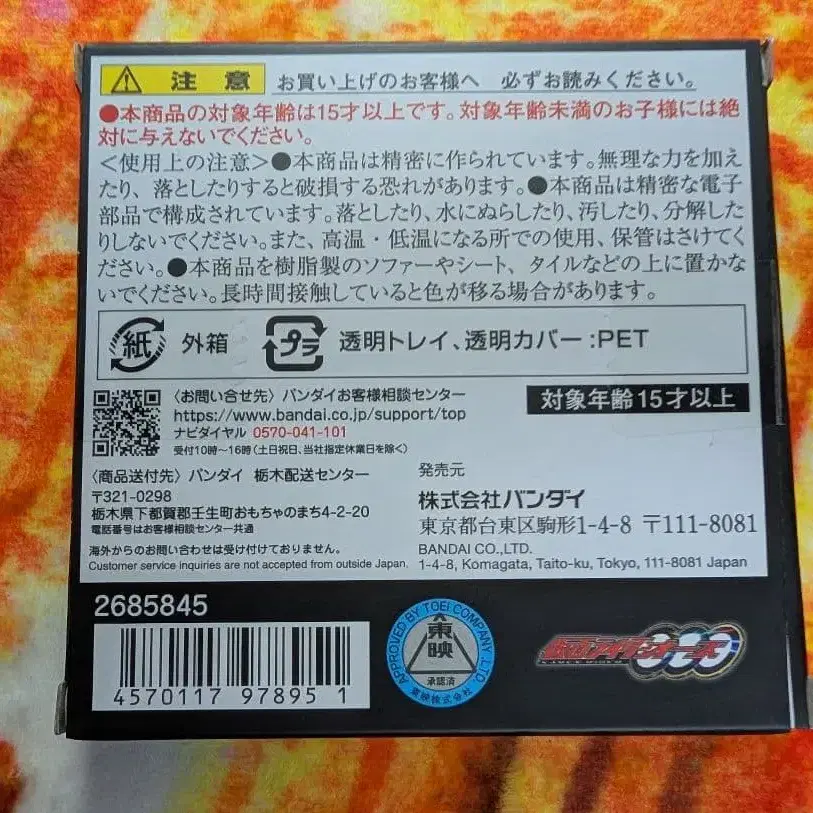 注意 お買い上げのお客様へ 必ずお読みください。
●本商品の対象年齢は15才以上です。対象年齢未満のお子様には絶
対に与えないでください。
＜使用上の注意＞●本商品は精密に作られています。無理な力を加え
たり、落としたりすると破損する恐れがあります。●本商品は精密な電子
部品で構成されています。落としたり、水にぬらしたり、汚したり、分解した
りしないでください。また、高温・低温になる所での使用、保管はさけてく
ださい。●本商品を樹脂製のソファーやシート、タイルなどの上に置かな
いでください。長時間接触していると色が移る場合があります。
紙 外箱 プラ 透明トレイ、透明カバー:PET
〈お問い合せ先〉バンダイお客様相談センター
https://www.bandai.co.jp/support/top
ナビダイヤル 0570-041-101
受付10時～16時(土日祝日、当社指定休業日を除く)
対象年齢15才以上
〈商品送付先〉バンダイ 栃木配送センター
〒321-0298
栃木県下都賀郡壬生町おもちゃのまち4-2-20
電話番号はお客様相談センター共通
海外からのお問い合わせは受け付けておりません。
Customer service inquiries are not accepted from outside Japan.
発売元
株式会社バンダイ
東京都台東区駒形1-4-8 〒111-8081
BANDAI CO.,LTD.
1-4-8, Komagata, Taito-ku, Tokyo, 111-8081 Japan
2685845
4570117 97895 1
APPROVED BY TOEI COMPANY, LTD.
東映
承認済
東映株式会社
仮面ライダーオーズ